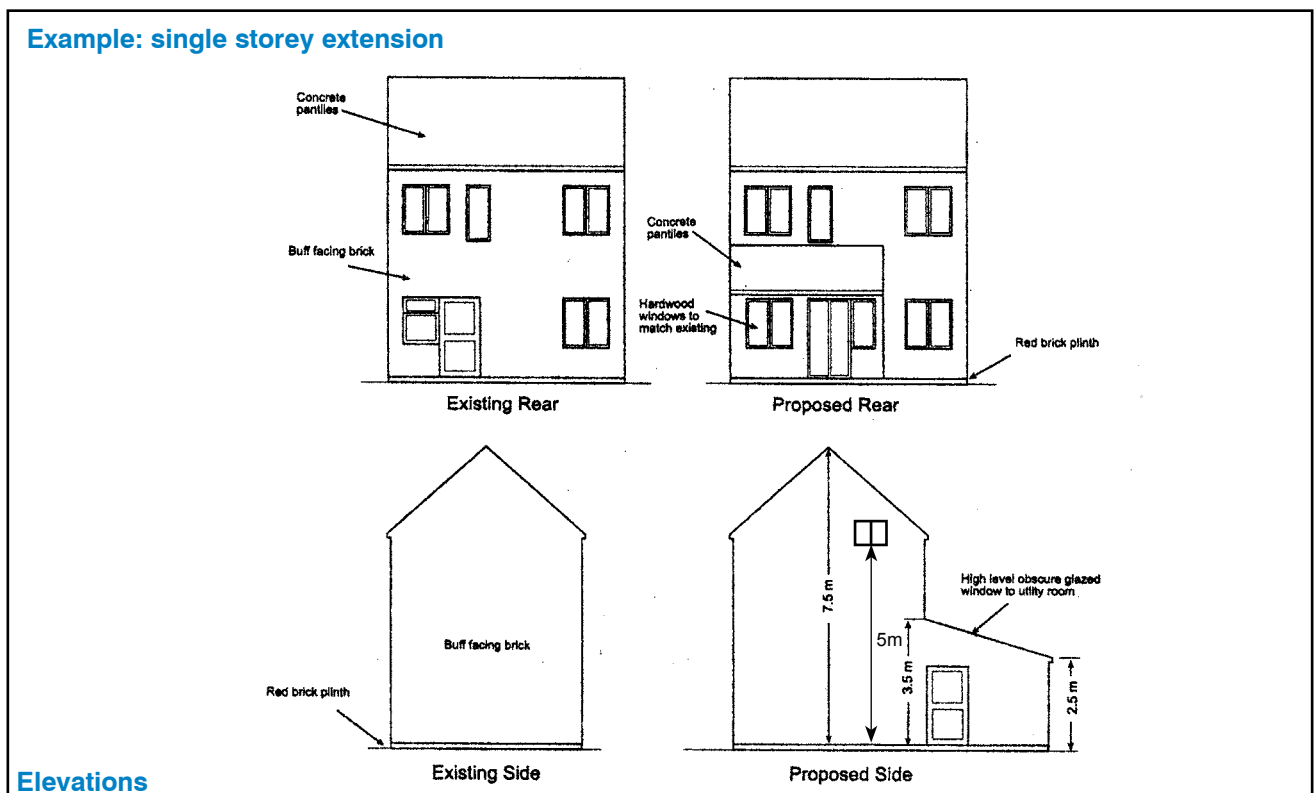 Example: single storey extension
Concrete
pantiles
Buff facing brick
Concrete
pantiles
Hardwood
windows to
match existing
Red brick plinth
Existing Rear
Proposed Rear
Buff facing brick
Red brick plinth
7.5 m
5m
3.5 m
High level obscure glazed
window to utility room
2.5 m
Existing Side
Proposed Side
Elevations